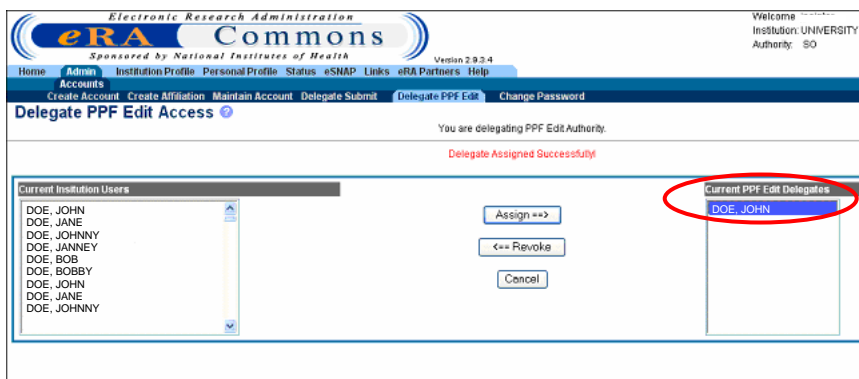 Electronic Research Administration
eRA Commons
Sponsored by National Institutes of Health
Version 2.9.3.4
Welcome
Institution: UNIVERSITY
Authority: SO
Home Admin Institution Profile Personal Profile Status eSNAP Links eRA Partners Help
Accounts
Create Account Create Affiliation Maintain Account Delegate Submit Delegate PPF Edit Change Password
Delegate PPF Edit Access ?
You are delegating PPF Edit Authority.
Delegate Assigned Successfully!
Current Insitution Users
DOE, JOHN
DOE, JANE
DOE, JOHNNY
DOE, JANNEY
DOE, BOB
DOE, BOBBY
DOE, JOHN
DOE, JANE
DOE, JOHNNY
Assign ==>
<== Revoke
Cancel
Current PPF Edit Delegates
DOE, JOHN